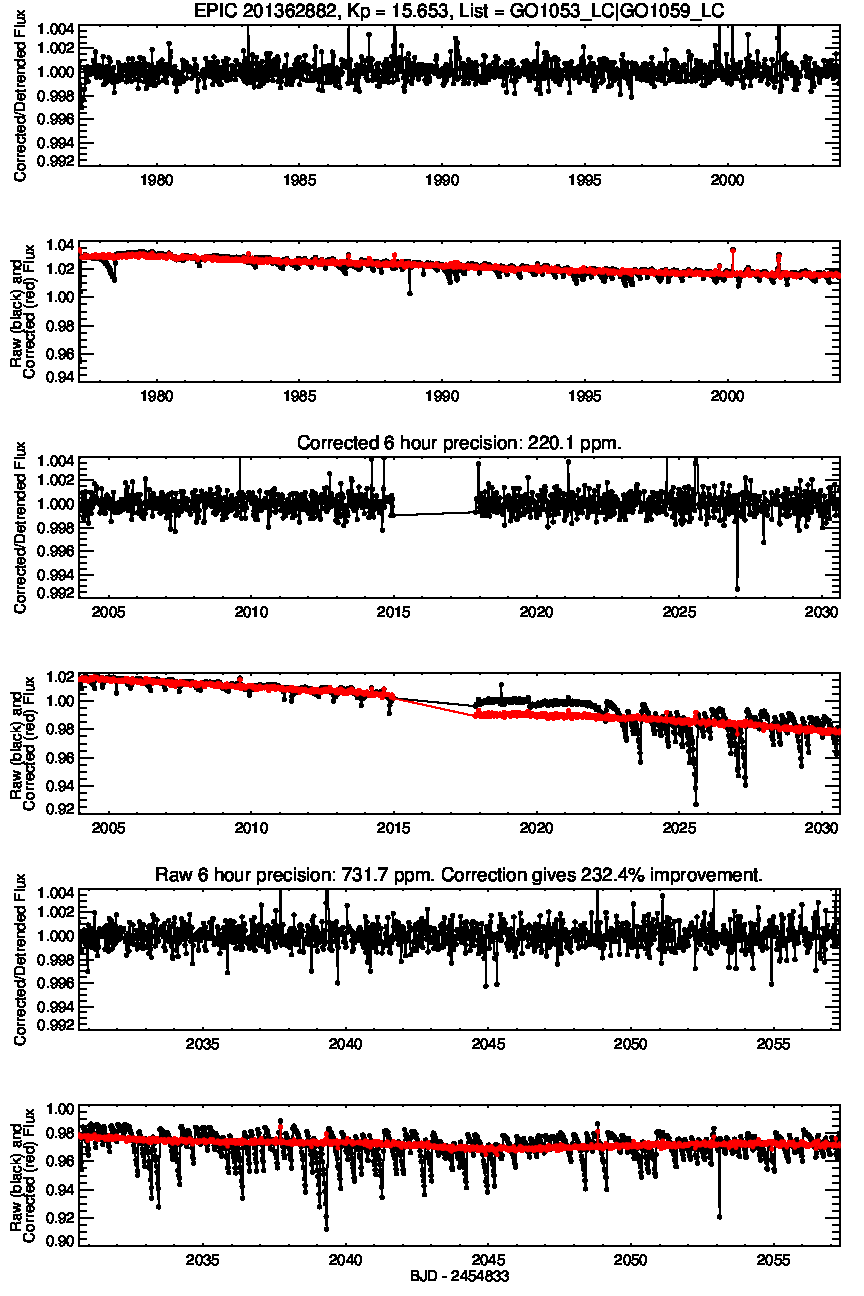 EPIC 201362882, Kp = 15.653, List = GO1053_LC|GO1059_LC
Corrected/Detrended Flux
1.004
1.002
1.000
0.998
0.996
0.994
0.992
1980 1985 1990 1995 2000
Raw (black) and
Corrected (red) Flux
1.04
1.02
1.00
0.98
0.96
0.94
1980 1985 1990 1995 2000
Corrected 6 hour precision: 220.1 ppm.
Corrected/Detrended Flux
1.004
1.002
1.000
0.998
0.996
0.994
0.992
2005 2010 2015 2020 2025 2030
Raw (black) and
Corrected (red) Flux
1.02
1.00
0.98
0.96
0.94
0.92
2005 2010 2015 2020 2025 2030
Raw 6 hour precision: 731.7 ppm. Correction gives 232.4% improvement.
Corrected/Detrended Flux
1.004
1.002
1.000
0.998
0.996
0.994
0.992
2035 2040 2045 2050 2055
Raw (black) and
Corrected (red) Flux
1.00
0.98
0.96
0.94
0.92
0.90
2035 2040 2045 2050 2055
BJD - 2454833